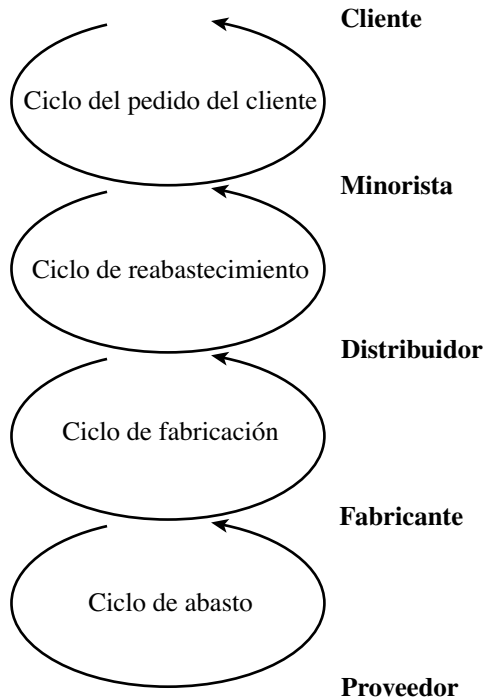 Cliente
Ciclo del pedido del cliente
Minorista
Ciclo de reabastecimiento
Distribuidor
Ciclo de fabricación
Fabricante
Ciclo de abasto
Proveedor